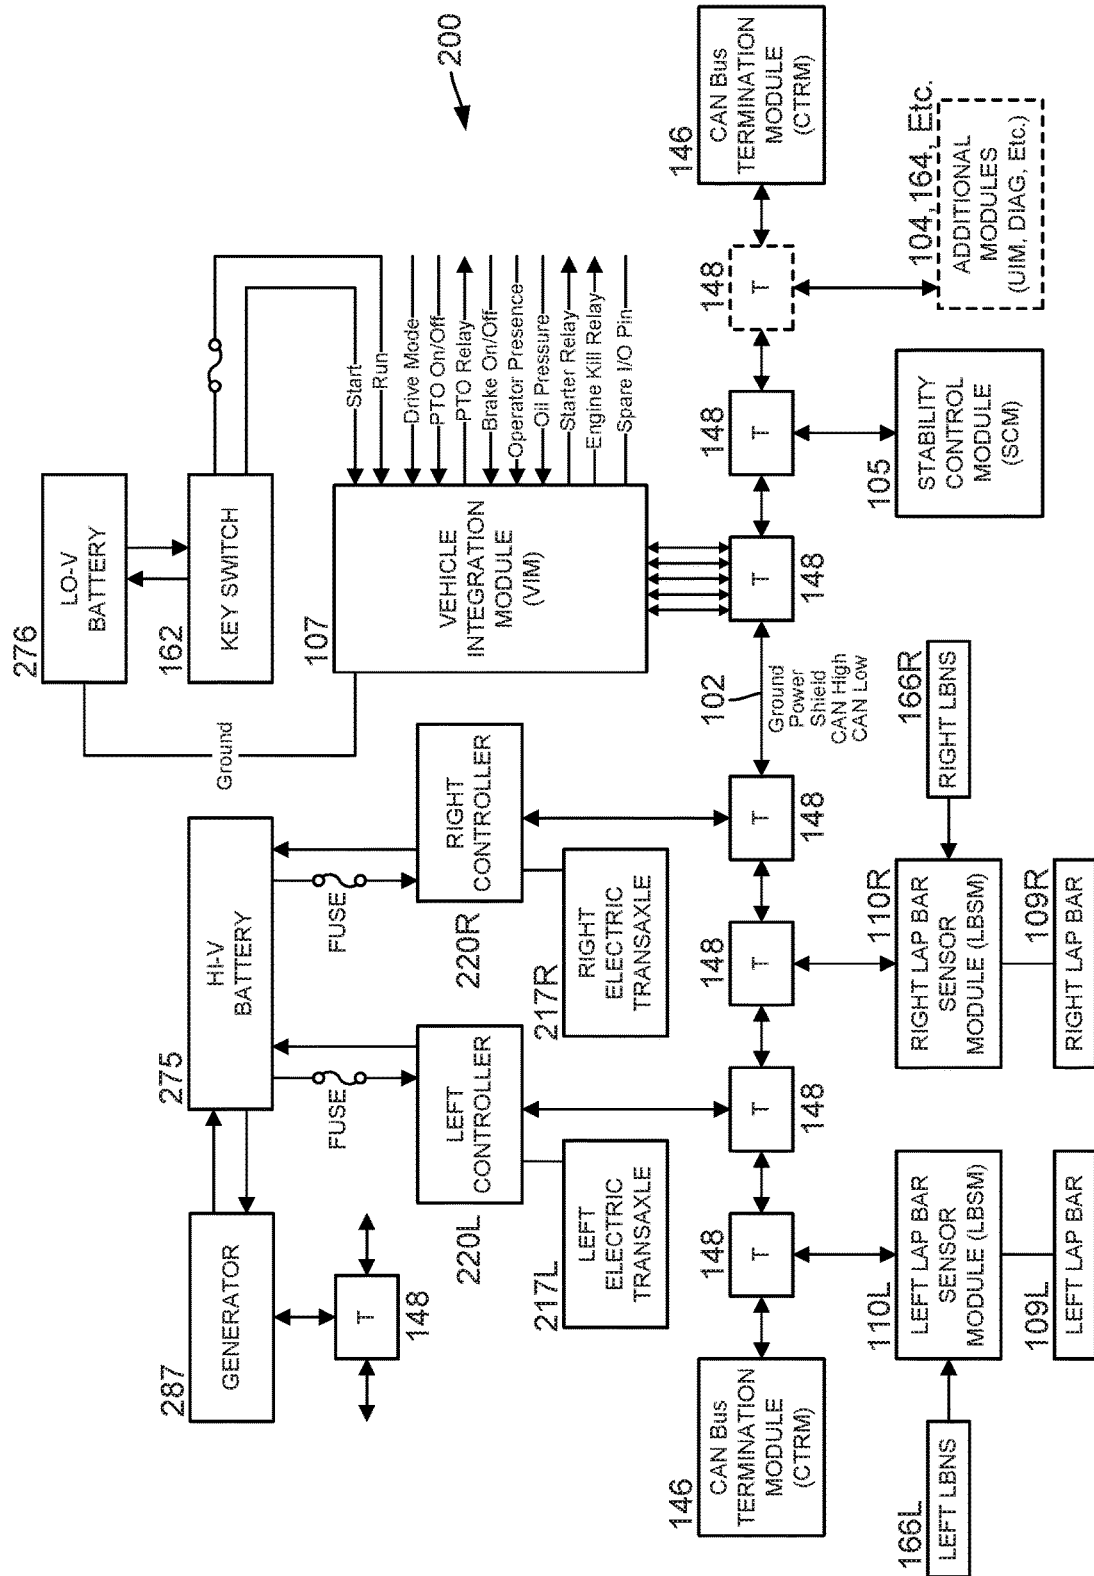 200
287
GENERATOR
T
148
275
HI-V
BATTERY
FUSE
FUSE
276
LO-V
BATTERY
162
KEY SWITCH
Ground
220L
LEFT
CONTROLLER
217L
LEFT
ELECTRIC
TRANSAXLE
220R
RIGHT
CONTROLLER
217R
RIGHT
ELECTRIC
TRANSAXLE
107
VEHICLE
INTEGRATION
MODULE
(VIM)
Start
Run
Drive Mode
PTO On/Off
PTO Relay
Brake On/Off
Operator Presence
Oil Pressure
Starter Relay
Engine Kill Relay
Spare I/O Pin
146
CAN Bus
TERMINATION
MODULE
(CTRM)
T
148
T
148
T
148
T
148
102
Ground
Power
Shield
CAN High
CAN Low
T
148
T
148
T
148
146
CAN Bus
TERMINATION
MODULE
(CTRM)
166L
LEFT LBNS
110L
LEFT LAP BAR
SENSOR
MODULE (LBSM)
109L
LEFT LAP BAR
110R
RIGHT LAP BAR
SENSOR
MODULE (LBSM)
109R
RIGHT LAP BAR
166R
RIGHT LBNS
105
STABILITY
CONTROL
MODULE
(SCM)
104, 164, Etc.
ADDITIONAL
MODULES
(UIM, DIAG, Etc.)